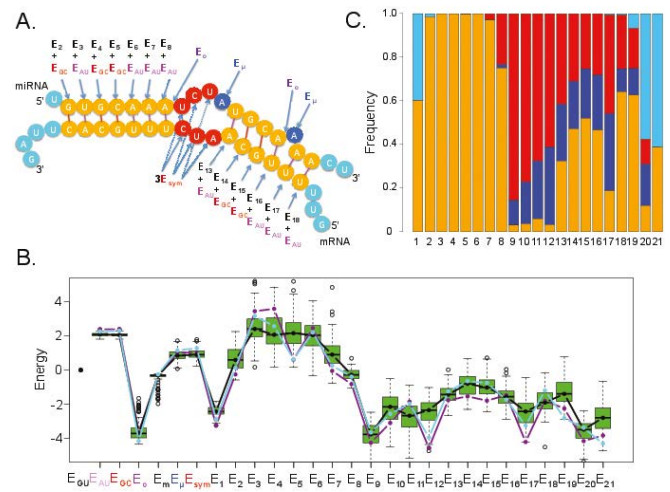 A.
E2 E3 E4 E5 E6 E7 E8
+ + + + + + +
EGC EAU EGC EGC EAU EAU EAU
Eo
Eμ
miRNA
5'
U G U G C A A A U C U A U G C A A
Eo
Eμ
A U U C A C G U U U C
A G
3'
C U 3'
3Esym
E13 E14 E15 E16 E17 E18
+ + + + + +
EAU EGC EGC EAU EAU EAU
5'
mRNA
C.
Frequency
1.0
0.8
0.6
0.4
0.2
0
1 2 3 4 5 6 7 8 9 10 11 12 13 14 15 16 17 18 19 20 21
B.
Energy
4
2
0
-2
-4
EGU EAU EGC Eo Em Eμ Esym E1 E2 E3 E4 E5 E6 E7 E8 E9 E10 E11 E12 E13 E14 E15 E16 E17 E18 E19 E20 E21